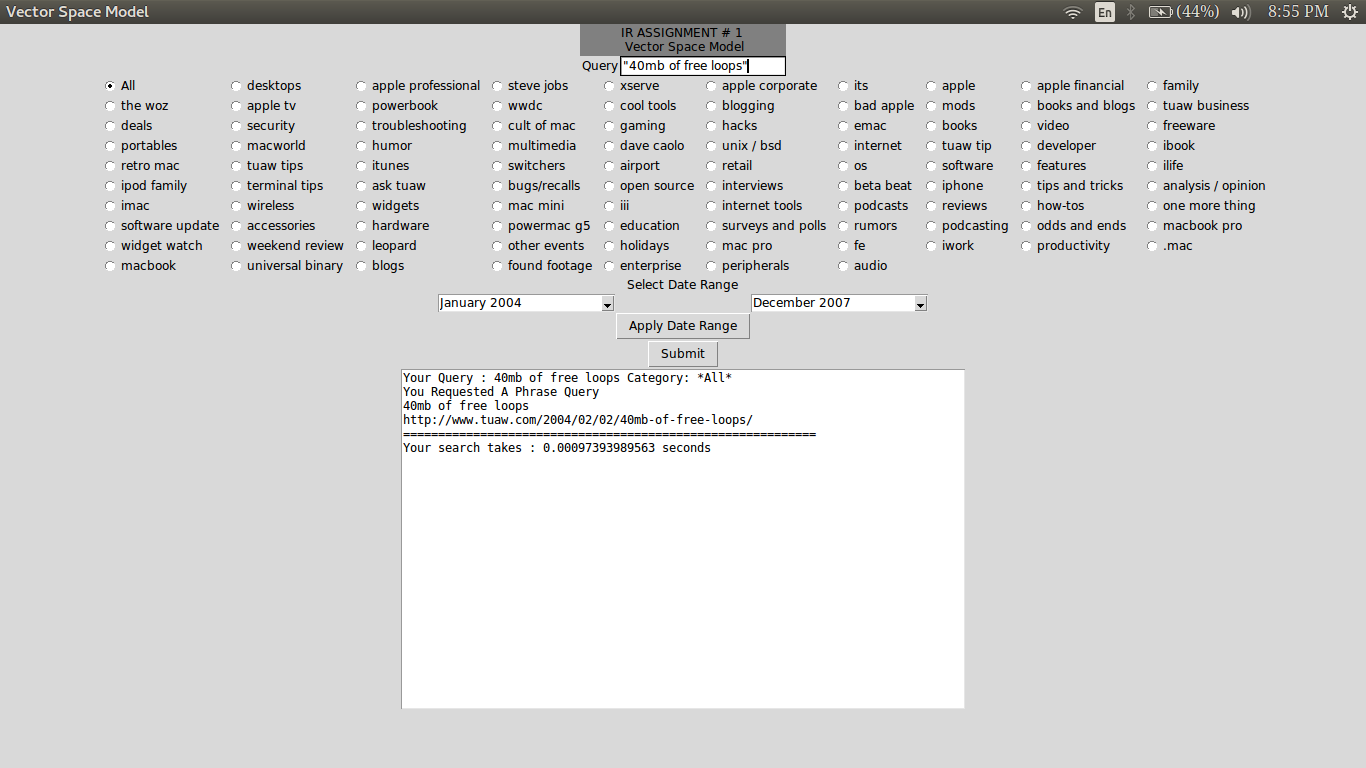 Vector Space Model En (44%) 8:55 PM
IR ASSIGNMENT # 1
Vector Space Model
Query "40mb of free loops"
All desktops apple professional steve jobs xserve apple corporate its apple apple financial family
the woz apple tv powerbook wwdc cool tools blogging bad apple mods books and blogs tuaw business
deals security troubleshooting cult of mac gaming hacks emac books video freeware
portables macworld humor multimedia dave caolo unix / bsd internet tuaw tip developer ibook
retro mac tuaw tips itunes switchers airport retail os software features ilife
ipod family terminal tips ask tuaw bugs/recalls open source interviews beta beat iphone tips and tricks analysis / opinion
imac wireless widgets mac mini iii internet tools podcasts reviews how-tos one more thing
software update accessories hardware powermac g5 education surveys and polls rumors podcasting odds and ends macbook pro
widget watch weekend review leopard other events holidays mac pro fe iwork productivity .mac
macbook universal binary blogs found footage enterprise peripherals audio
Select Date Range
January 2004 December 2007
Apply Date Range
Submit
Your Query : 40mb of free loops Category: *All*
You Requested A Phrase Query
40mb of free loops
http://www.tuaw.com/2004/02/02/40mb-of-free-loops/
===========================================================
Your search takes : 0.00097393989563 seconds